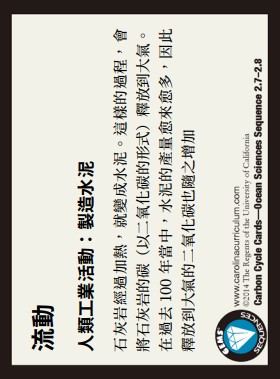 流動
人類工業活動：製造水泥
石灰岩經過加熱，就變成水泥。這樣的過程，會
將石灰岩的碳（以二氧化碳的形式）釋放到大氣。
在過去 100 年當中，水泥的產量愈來愈多，因此
釋放到大氣的二氧化碳也隨之增加
www.carolinacurriculum.com
©2014 The Regents of the University of California
Carbon Cycle Cards—Ocean Sciences Sequence 2.7–2.8
GEMS
SEQUENCES